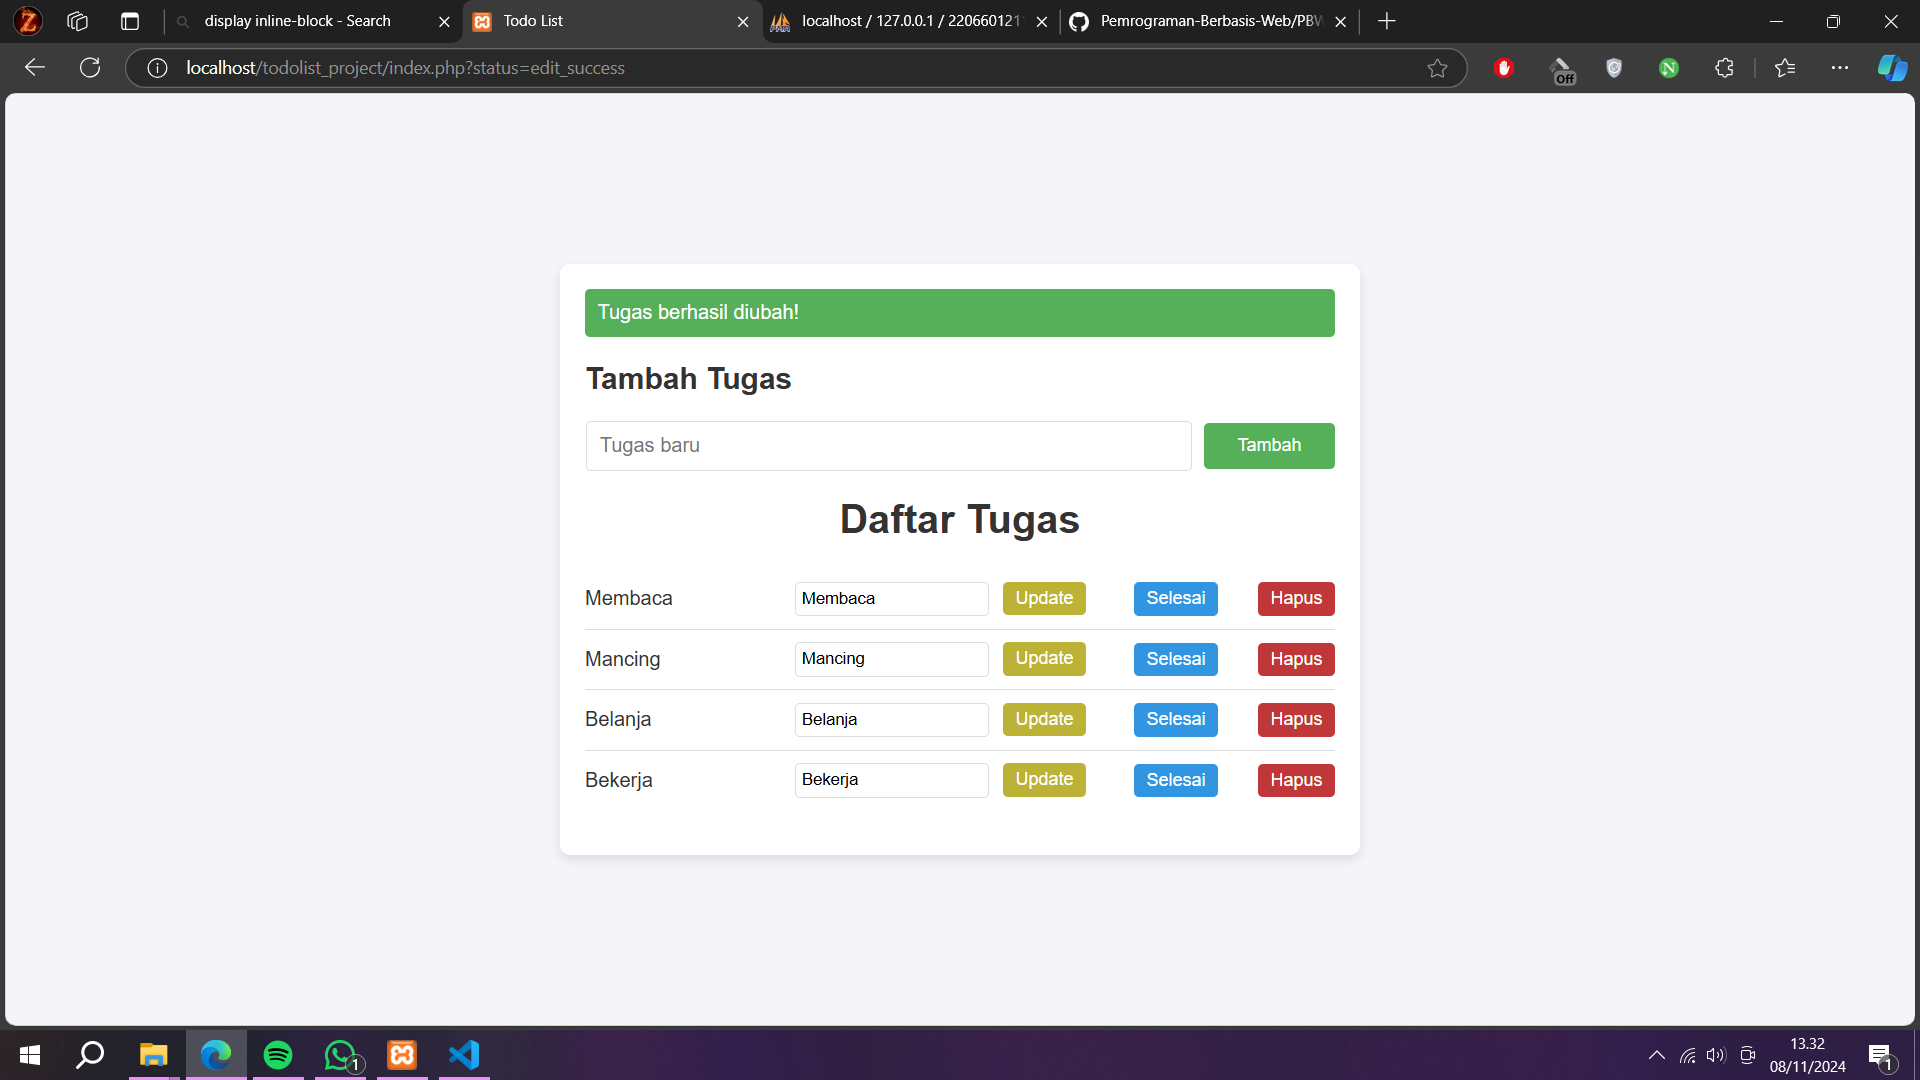 display inline-block - Search
Todo List
localhost / 127.0.0.1 / 220660121
Pemrograman-Berbasis-Web/PBW
localhost/todolist_project/index.php?status=edit_success
Off
Tugas berhasil diubah!
Tambah Tugas
Tugas baru
Tambah
Daftar Tugas
Membaca Membaca Update Selesai Hapus
Mancing Mancing Update Selesai Hapus
Belanja Belanja Update Selesai Hapus
Bekerja Bekerja Update Selesai Hapus
1
13.32
08/11/2024
1